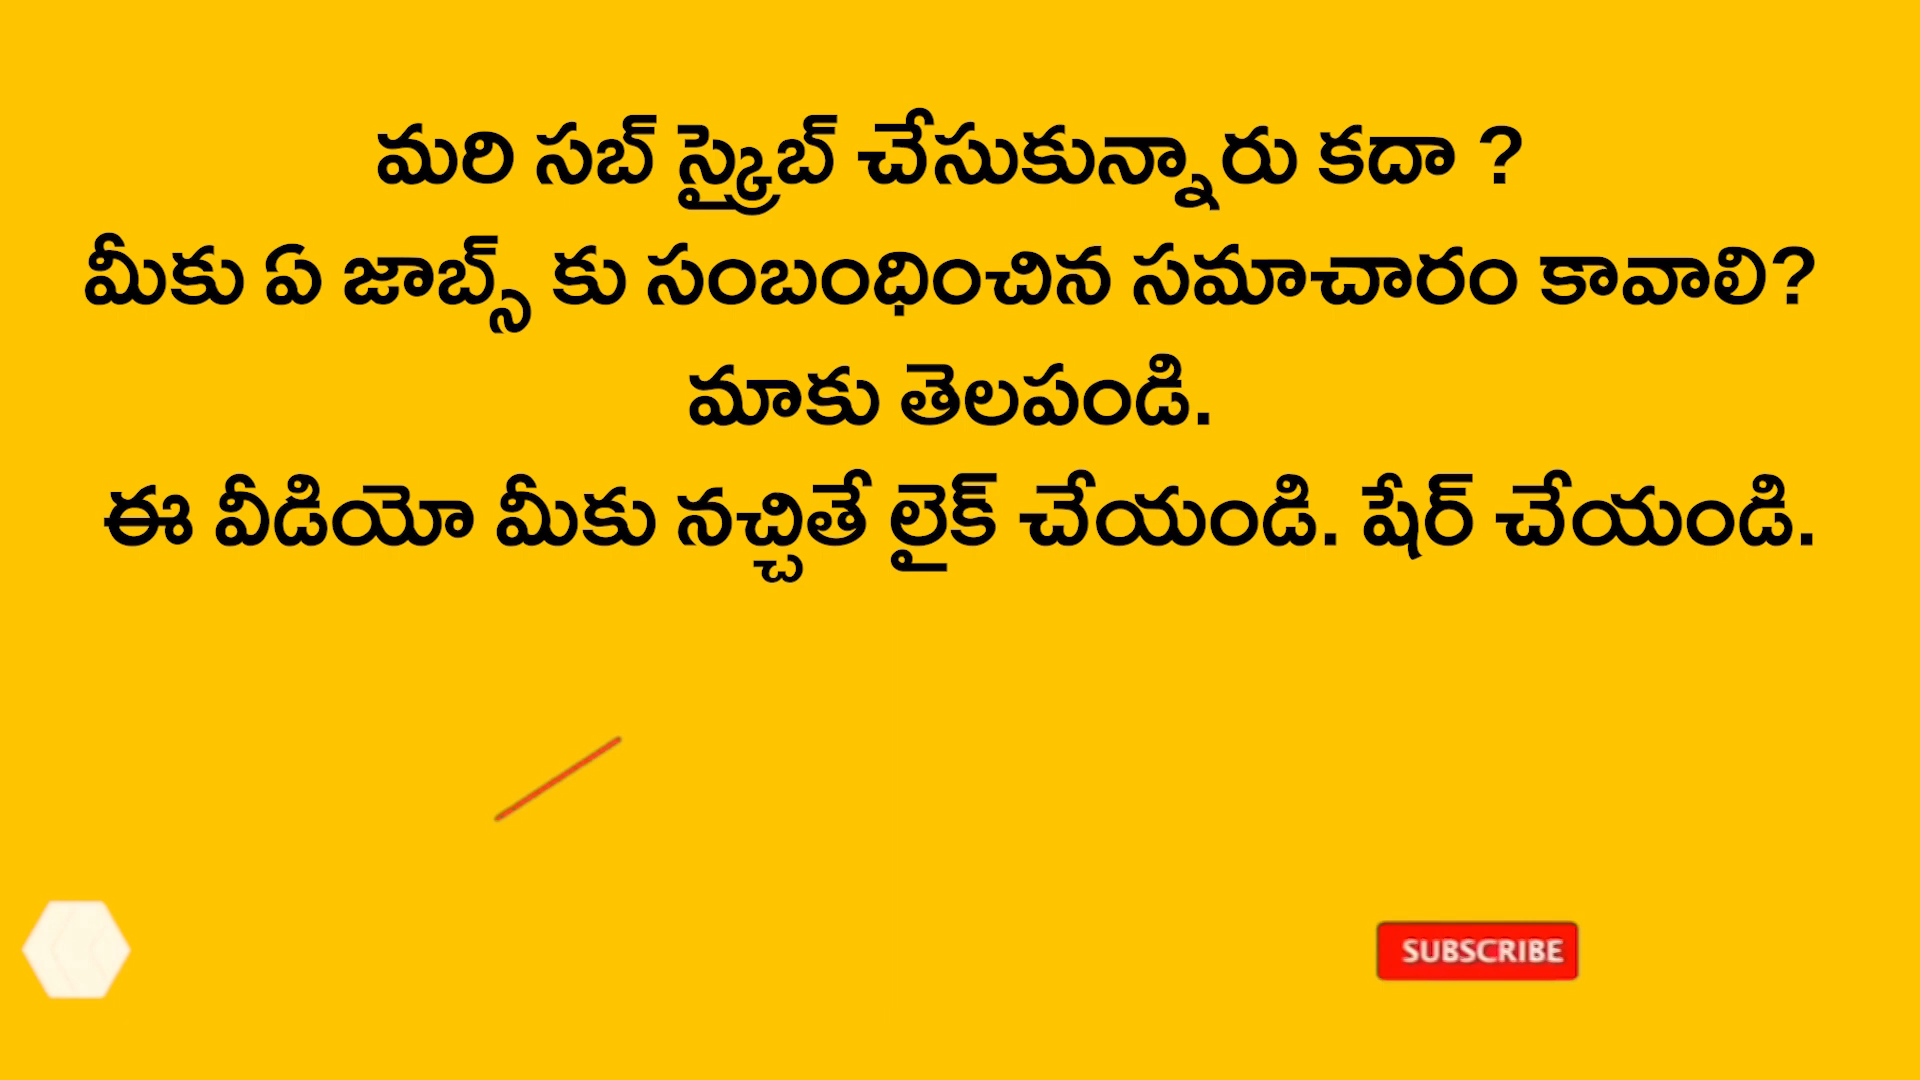 మరి సబ్ స్క్రైబ్ చేసుకున్నారు కదా ?
మీకు ఏ జాబ్స్ కు సంబంధించిన సమాచారం కావాలి?
మాకు తెలపండి.
ఈ వీడియో మీకు నచ్చితే లైక్ చేయండి. షేర్ చేయండి.
SUBSCRIBE